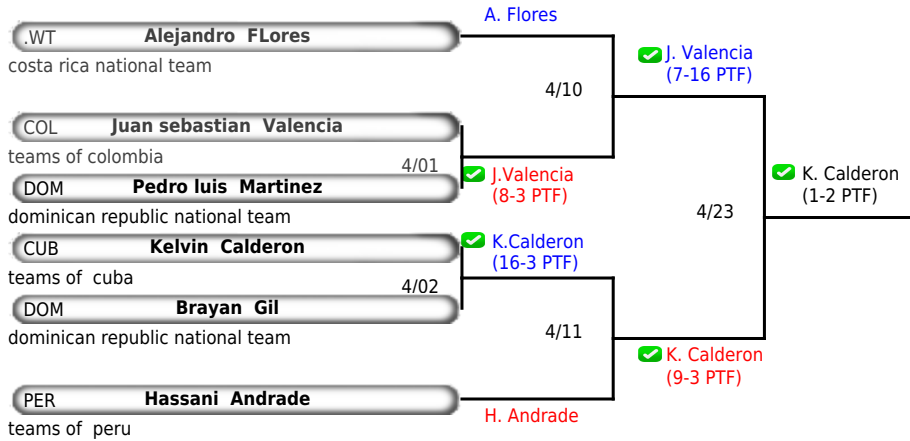 A. Flores
.WT Alejandro FLores
costa rica national team
4/10
J. Valencia
(7-16 PTF)
COL Juan sebastian Valencia
teams of colombia
4/01
J.Valencia
(8-3 PTF)
DOM Pedro luis Martinez
dominican republic national team
K. Calderon
(1-2 PTF)
4/23
CUB Kelvin Calderon
teams of cuba
K.Calderon
(16-3 PTF)
4/02
DOM Brayan Gil
dominican republic national team
4/11
K. Calderon
(9-3 PTF)
PER Hassani Andrade
teams of peru
H. Andrade